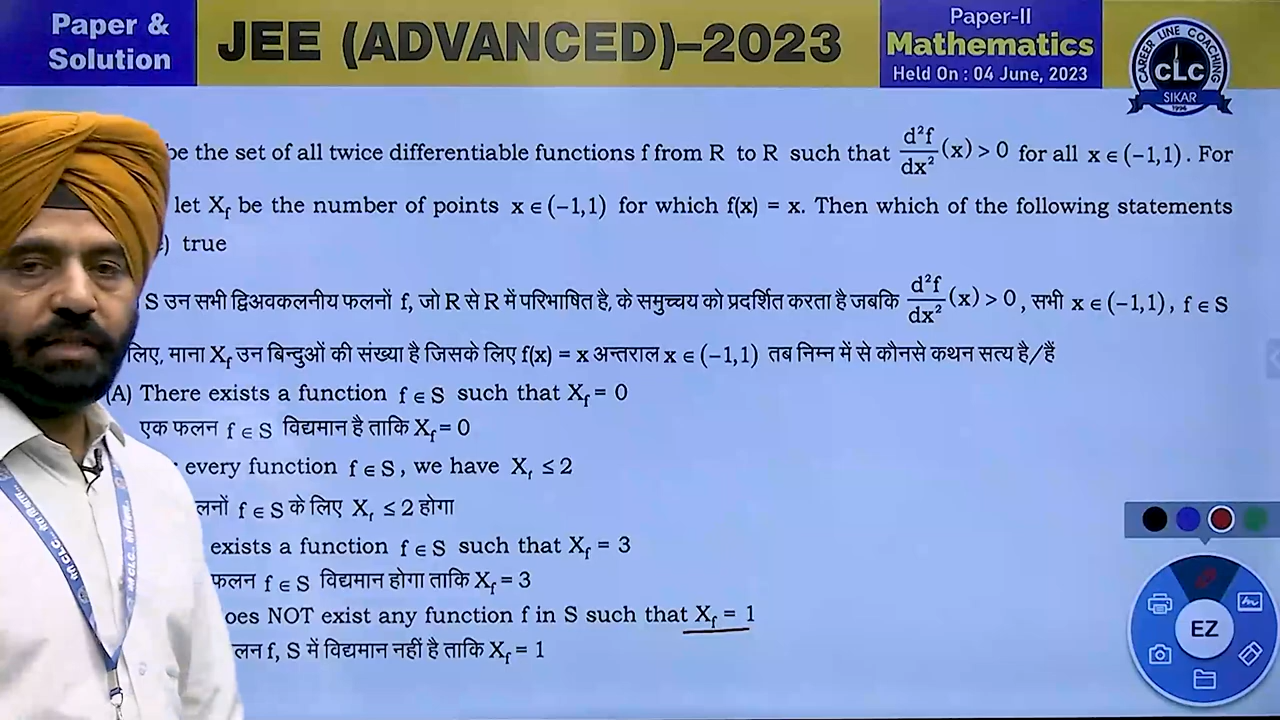 Paper &
Solution
JEE (ADVANCED)–2023
Paper-II
Mathematics
Held On : 04 June, 2023
CAREER LINE COACHING
CLC
SIKAR
1996
be the set of all twice differentiable functions f from R to R such that d²f/dx² (x) > 0 for all x ∈ (−1,1). For
let X_f be the number of points x ∈ (−1,1) for which f(x) = x. Then which of the following statements
) true
S उन सभी द्विअवकलनीय फलनों f, जो R से R में परिभाषित है, के समुच्चय को प्रदर्शित करता है जबकि d²f/dx² (x) > 0, सभी x ∈ (−1,1), f ∈ S
लिए, माना X_f उन बिन्दुओं की संख्या है जिसके लिए f(x) = x अन्तराल x ∈ (−1,1) तब निम्न में से कौनसे कथन सत्य है/हैं
(A) There exists a function f ∈ S such that X_f = 0
एक फलन f ∈ S विद्यमान है ताकि X_f = 0
every function f ∈ S, we have X_f ≤ 2
लनों f ∈ S के लिए X_f ≤ 2 होगा
exists a function f ∈ S such that X_f = 3
फलन f ∈ S विद्यमान होगा ताकि X_f = 3
oes NOT exist any function f in S such that X_f = 1
लन f, S में विद्यमान नहीं है ताकि X_f = 1
EZ